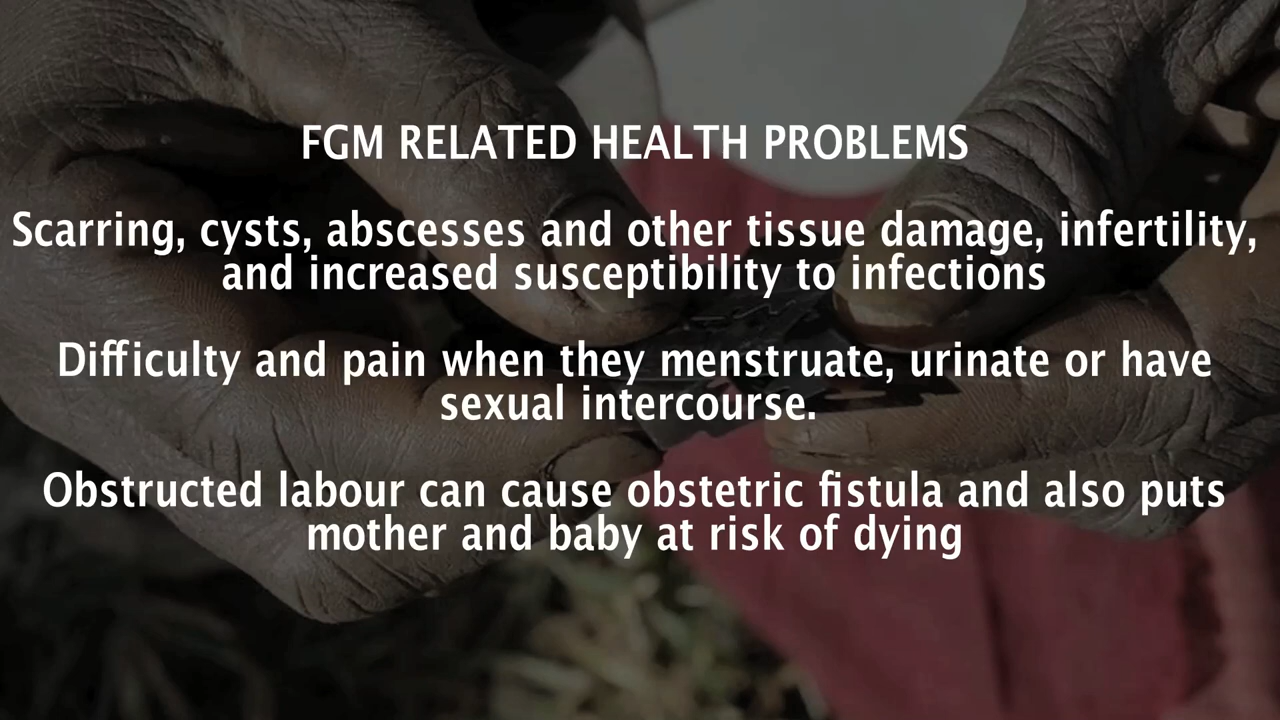 FGM RELATED HEALTH PROBLEMS
Scarring, cysts, abscesses and other tissue damage, infertility,
and increased susceptibility to infections
Difficulty and pain when they menstruate, urinate or have
sexual intercourse.
Obstructed labour can cause obstetric fistula and also puts
mother and baby at risk of dying